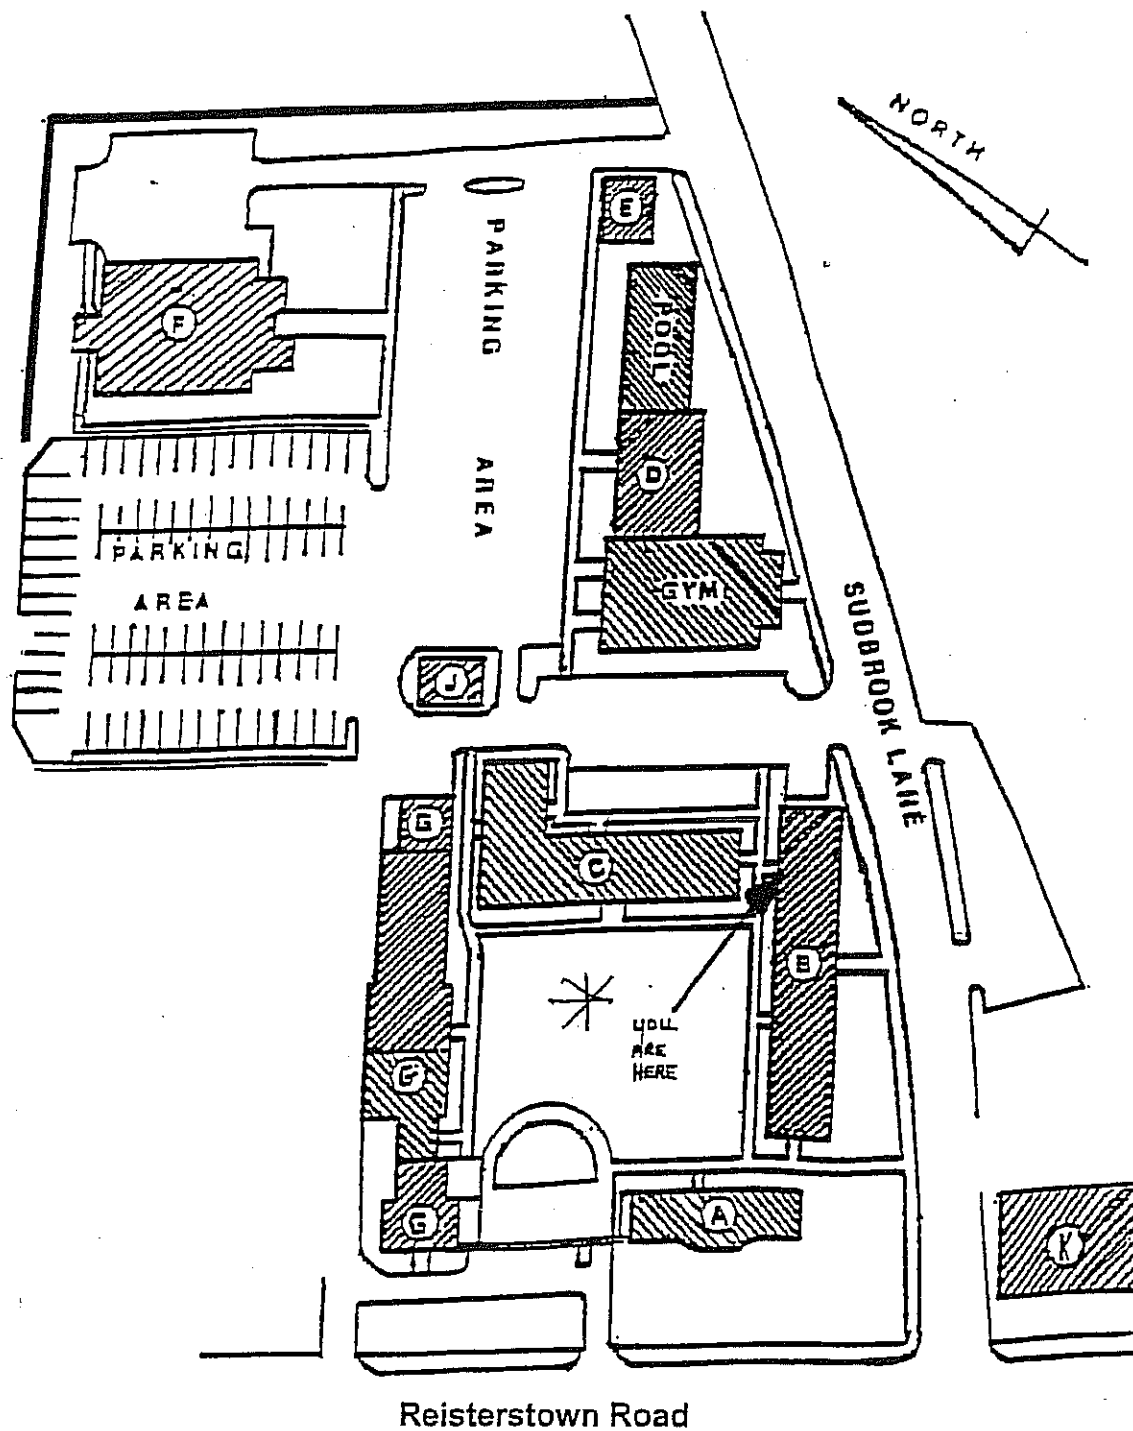 NORTH
E
PARKING
AREA
POOL
F
D
PARKING
AREA
GYM
SUDBROOK LANE
J
G
C
B
YOU
ARE
HERE
G
G
A
K
Reisterstown Road